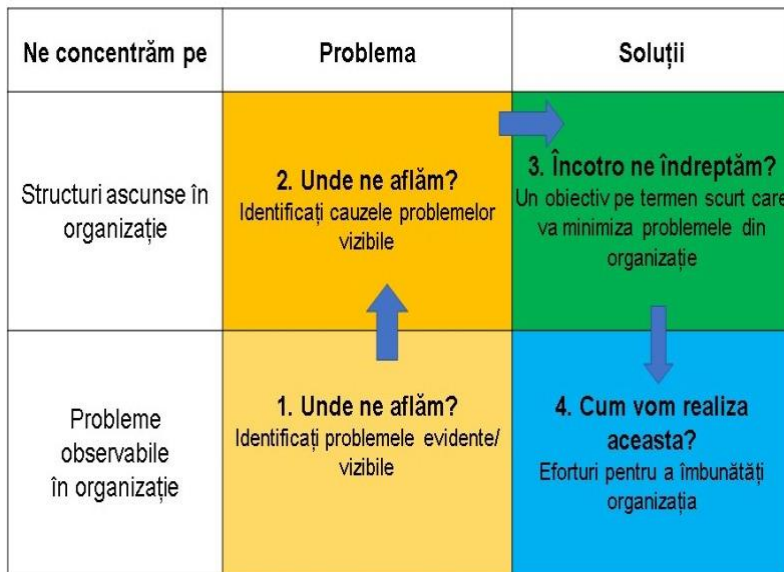 Ne concentrăm pe
Problema
Soluții
Structuri ascunse în
organizație
2. Unde ne aflăm?
Identificați cauzele problemelor
vizibile
3. Încotro ne îndreptăm?
Un obiectiv pe termen scurt care
va minimiza problemele din
organizație
Probleme
observabile
în organizație
1. Unde ne aflăm?
Identificați problemele evidente/
vizibile
4. Cum vom realiza
aceasta?
Eforturi pentru a îmbunătăți
organizația